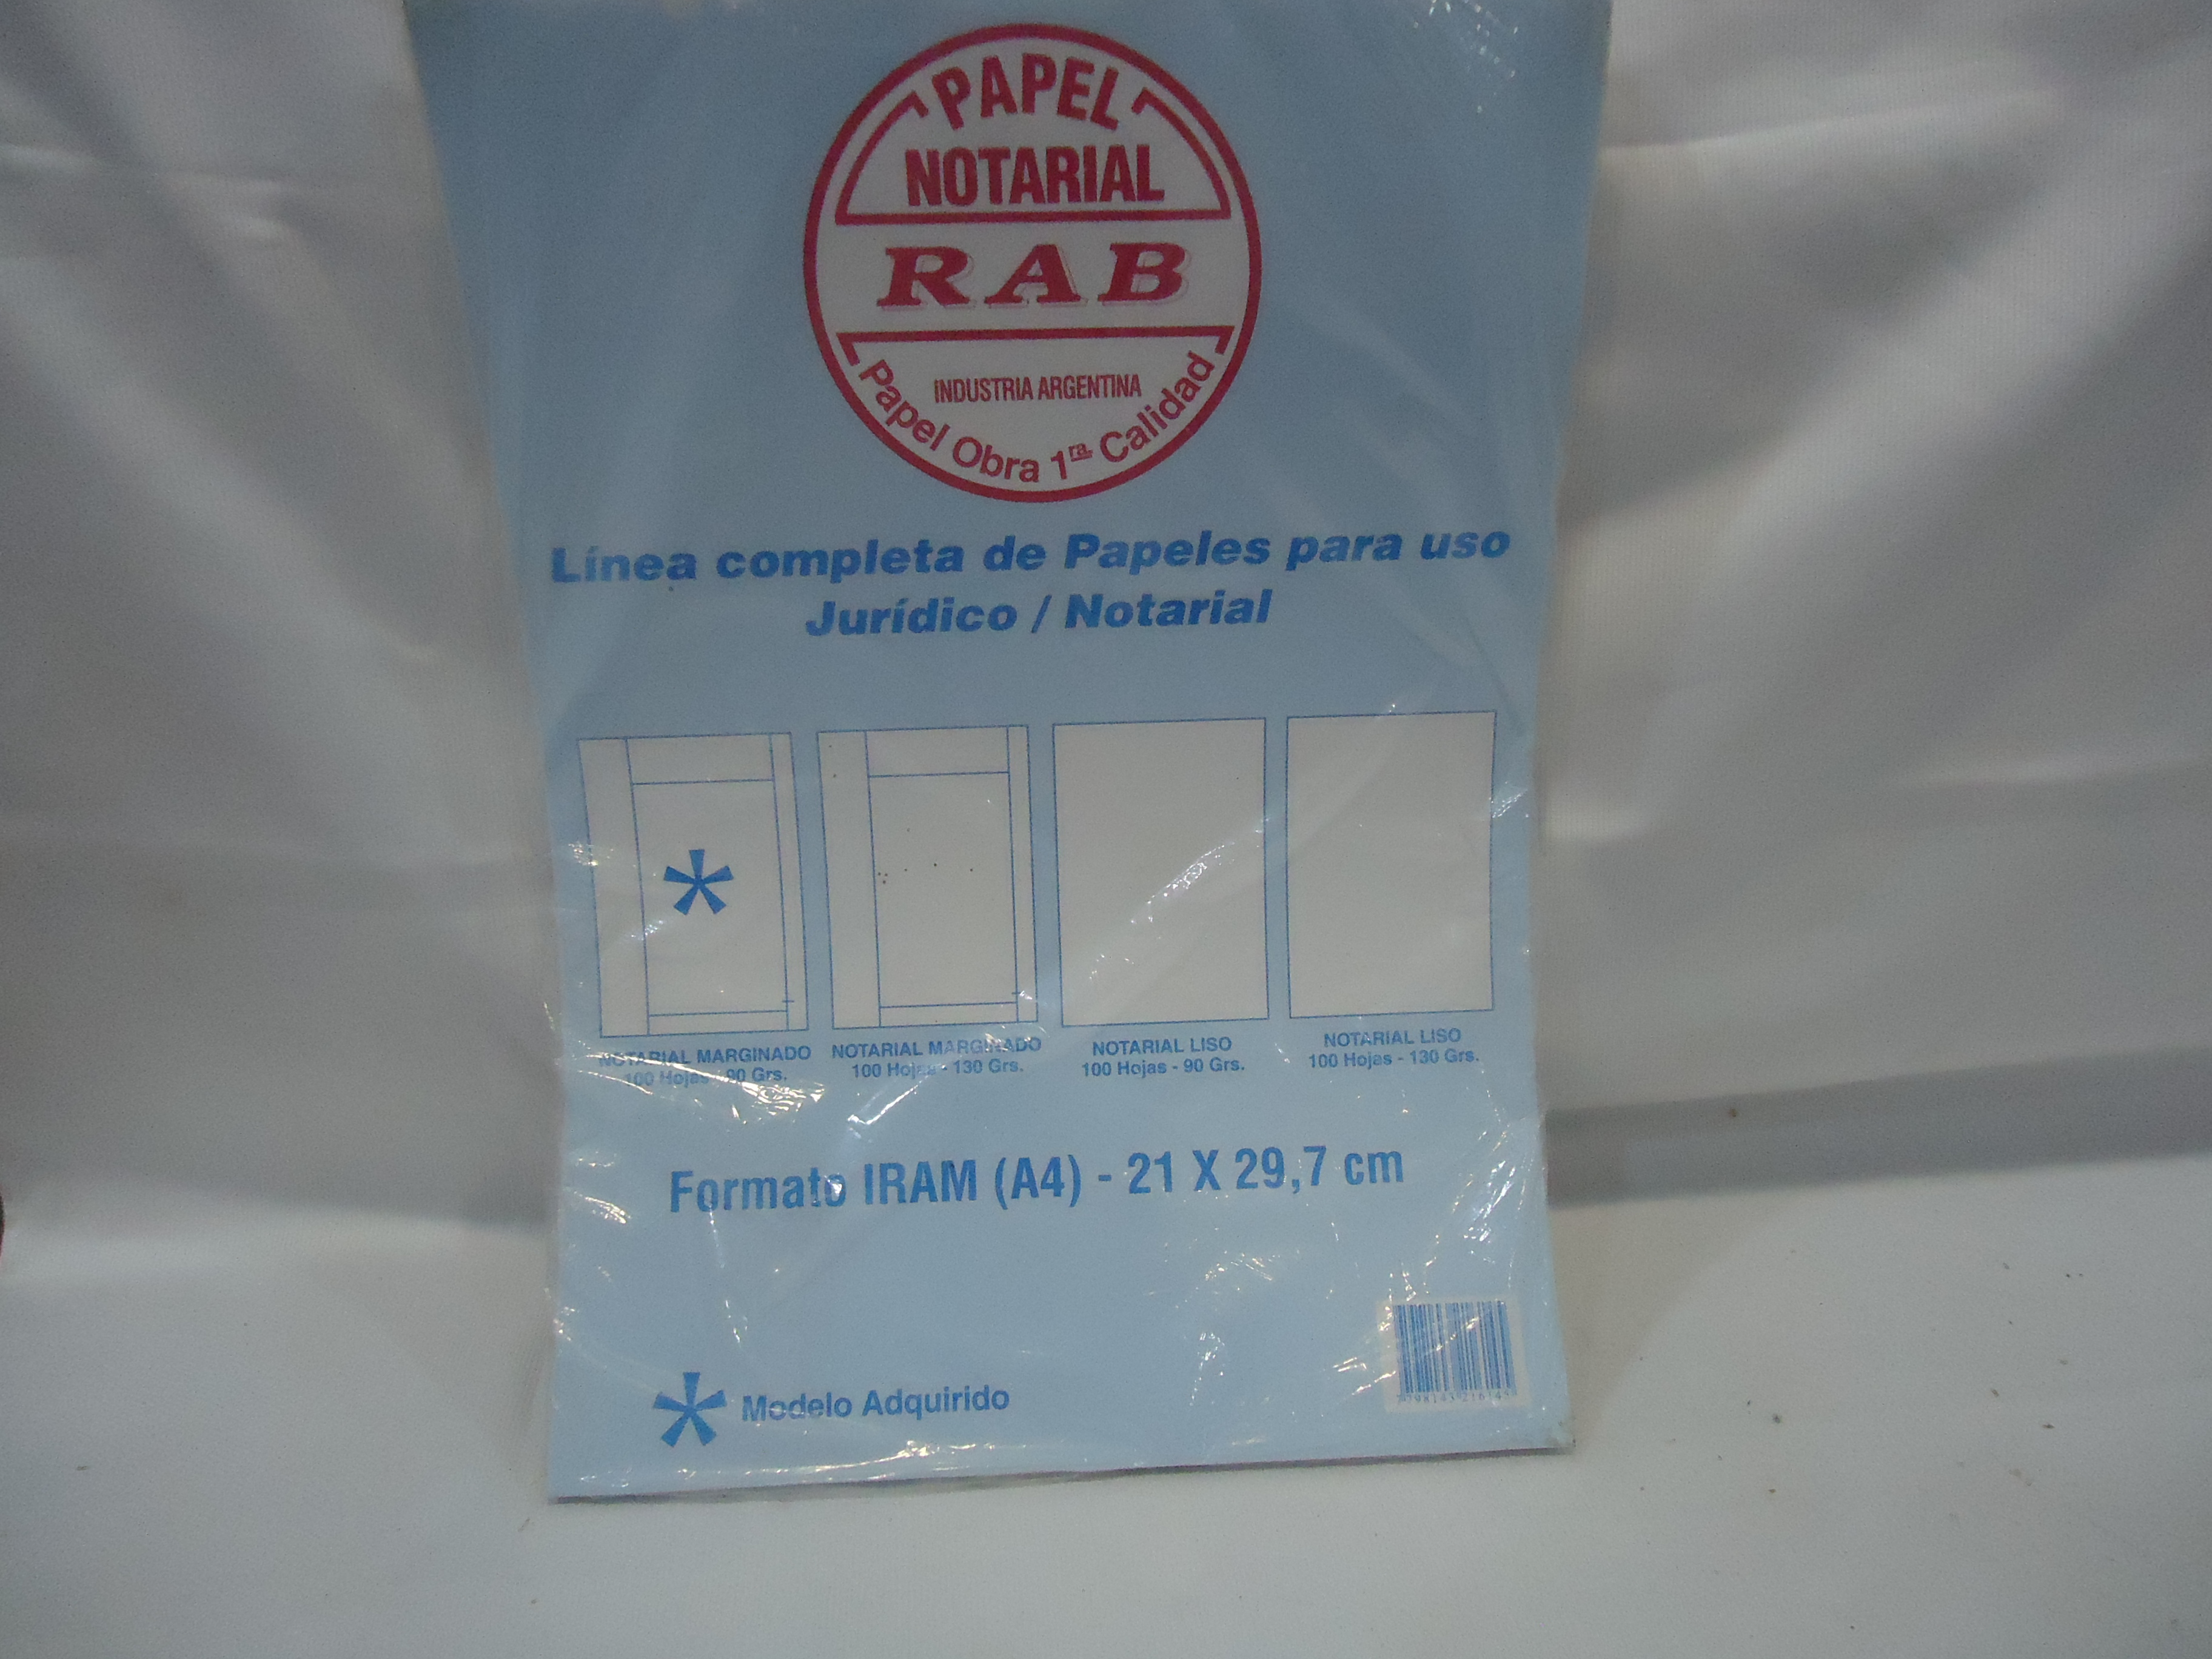 PAPEL
NOTARIAL
RAB
INDUSTRIA ARGENTINA
Papel Obra 1ra. Calidad
Línea completa de Papeles para uso
Jurídico / Notarial
*
NOTARIAL MARGINADO
100 Hojas - 90 Grs.
NOTARIAL MARGINADO
100 Hojas - 130 Grs.
NOTARIAL LISO
100 Hojas - 90 Grs.
NOTARIAL LISO
100 Hojas - 130 Grs.
Formato IRAM (A4) - 21 X 29,7 cm
* Modelo Adquirido